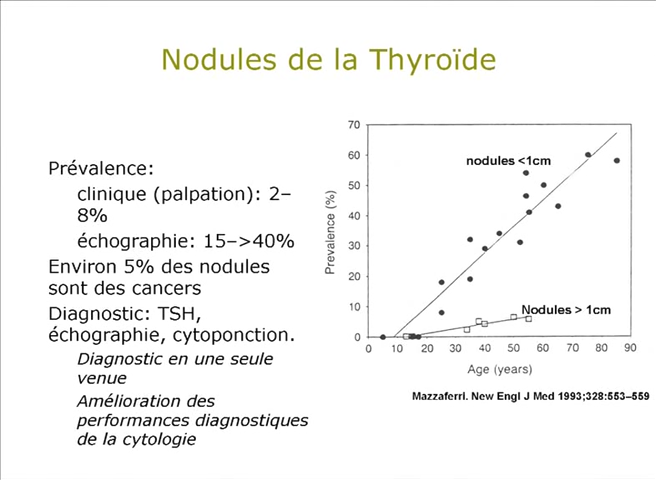 Nodules de la Thyroïde
Prévalence:
clinique (palpation): 2–
8%
échographie: 15–>40%
Environ 5% des nodules
sont des cancers
Diagnostic: TSH,
échographie, cytoponction.
Diagnostic en une seule
venue
Amélioration des
performances diagnostiques
de la cytologie
70
60
50
40
30
20
10
0
Prevalence (%)
nodules <1cm
Nodules > 1cm
0 10 20 30 40 50 60 70 80 90
Age (years)
Mazzaferri. New Engl J Med 1993;328:553–559